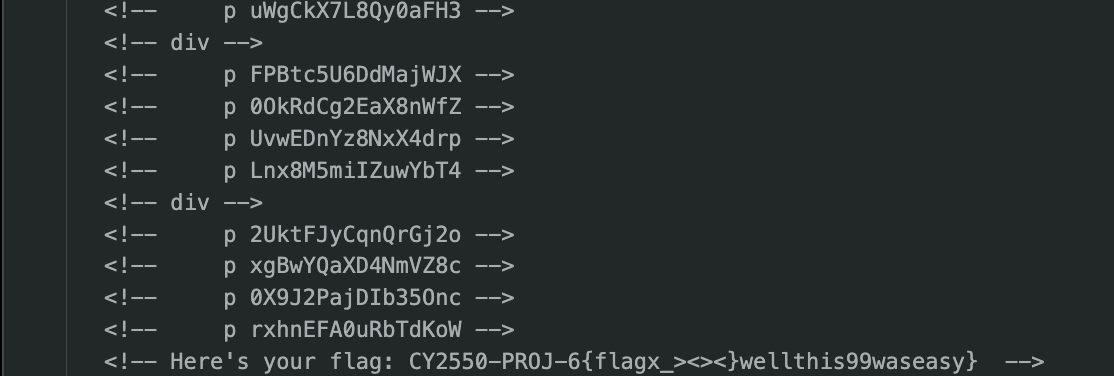 <!-- p uWgCkX7L8Qy0aFH3 -->
<!-- div -->
<!-- p FPBtc5U6DdMajWJX -->
<!-- p 0OkRdCg2EaX8nWfZ -->
<!-- p UvwEDnYz8NxX4drp -->
<!-- p Lnx8M5miIZuwYbT4 -->
<!-- div -->
<!-- p 2UktFJyCqnQrGj2o -->
<!-- p xgBwYQaXD4NmVZ8c -->
<!-- p 0X9J2PajDIb35Onc -->
<!-- p rxhnEFA0uRbTdKoW -->
<!-- Here's your flag: CY2550-PROJ-6{flagx_><><}wellthis99waseasy}  -->